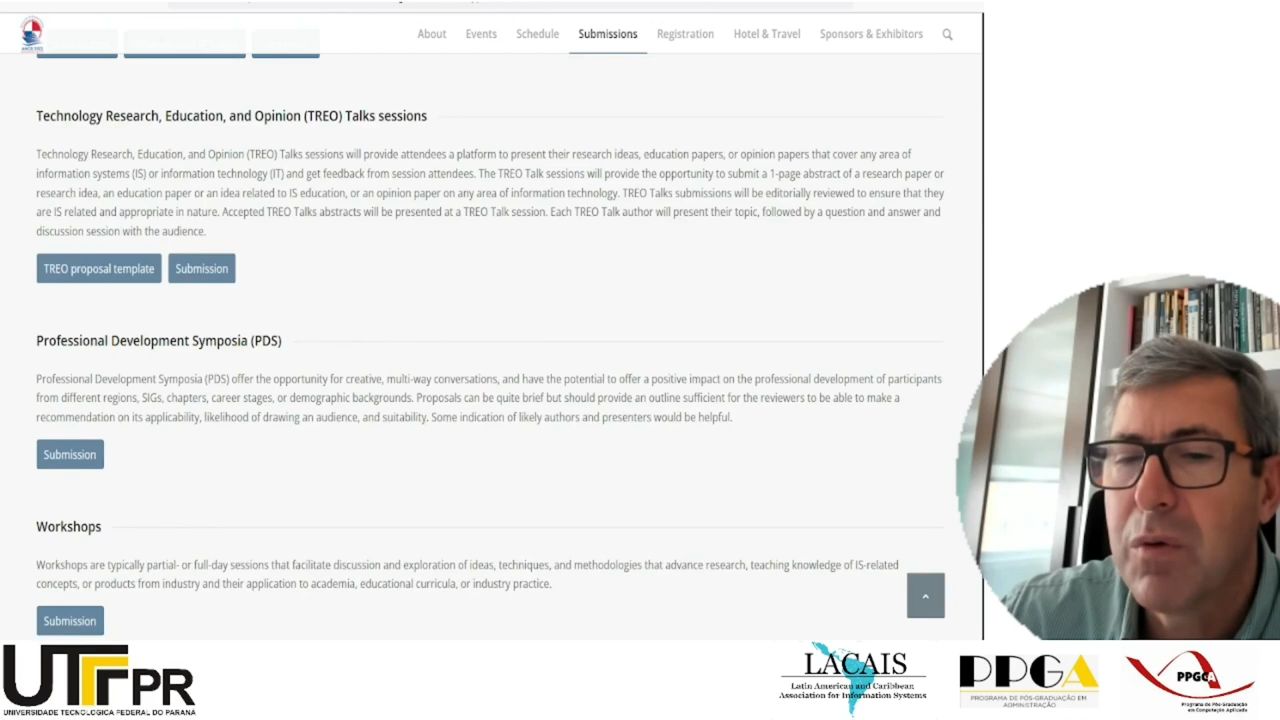 About Events Schedule Submissions Registration Hotel & Travel Sponsors & Exhibitors
Technology Research, Education, and Opinion (TREO) Talks sessions
Technology Research, Education, and Opinion (TREO) Talks sessions will provide attendees a platform to present their research ideas, education papers, or opinion papers that cover any area of
information systems (IS) or information technology (IT) and get feedback from session attendees. The TREO Talk sessions will provide the opportunity to submit a 1-page abstract of a research paper or
research idea, an education paper or an idea related to IS education, or an opinion paper on any area of information technology. TREO Talks submissions will be editorially reviewed to ensure that they
are IS related and appropriate in nature. Accepted TREO Talks abstracts will be presented at a TREO Talk session. Each TREO Talk author will present their topic, followed by a question and answer and
discussion session with the audience.
TREO proposal template Submission
Professional Development Symposia (PDS)
Professional Development Symposia (PDS) offer the opportunity for creative, multi-way conversations, and have the potential to offer a positive impact on the professional development of participants
from different regions, SIGs, chapters, career stages, or demographic backgrounds. Proposals can be quite brief but should provide an outline sufficient for the reviewers to be able to make a
recommendation on its applicability, likelihood of drawing an audience, and suitability. Some indication of likely authors and presenters would be helpful.
Submission
Workshops
Workshops are typically partial- or full-day sessions that facilitate discussion and exploration of ideas, techniques, and methodologies that advance research, teaching knowledge of IS-related
concepts, or products from industry and their application to academia, educational curricula, or industry practice.
Submission
UTFPR
UNIVERSIDADE TECNOLÓGICA FEDERAL DO PARANÁ
LACAIS
Latin American and Caribbean
Association for Information Systems
PPGA
PROGRAMA DE PÓS-GRADUAÇÃO EM
ADMINISTRAÇÃO
PPGCA
Programa de Pós-Graduação
em Computação Aplicada